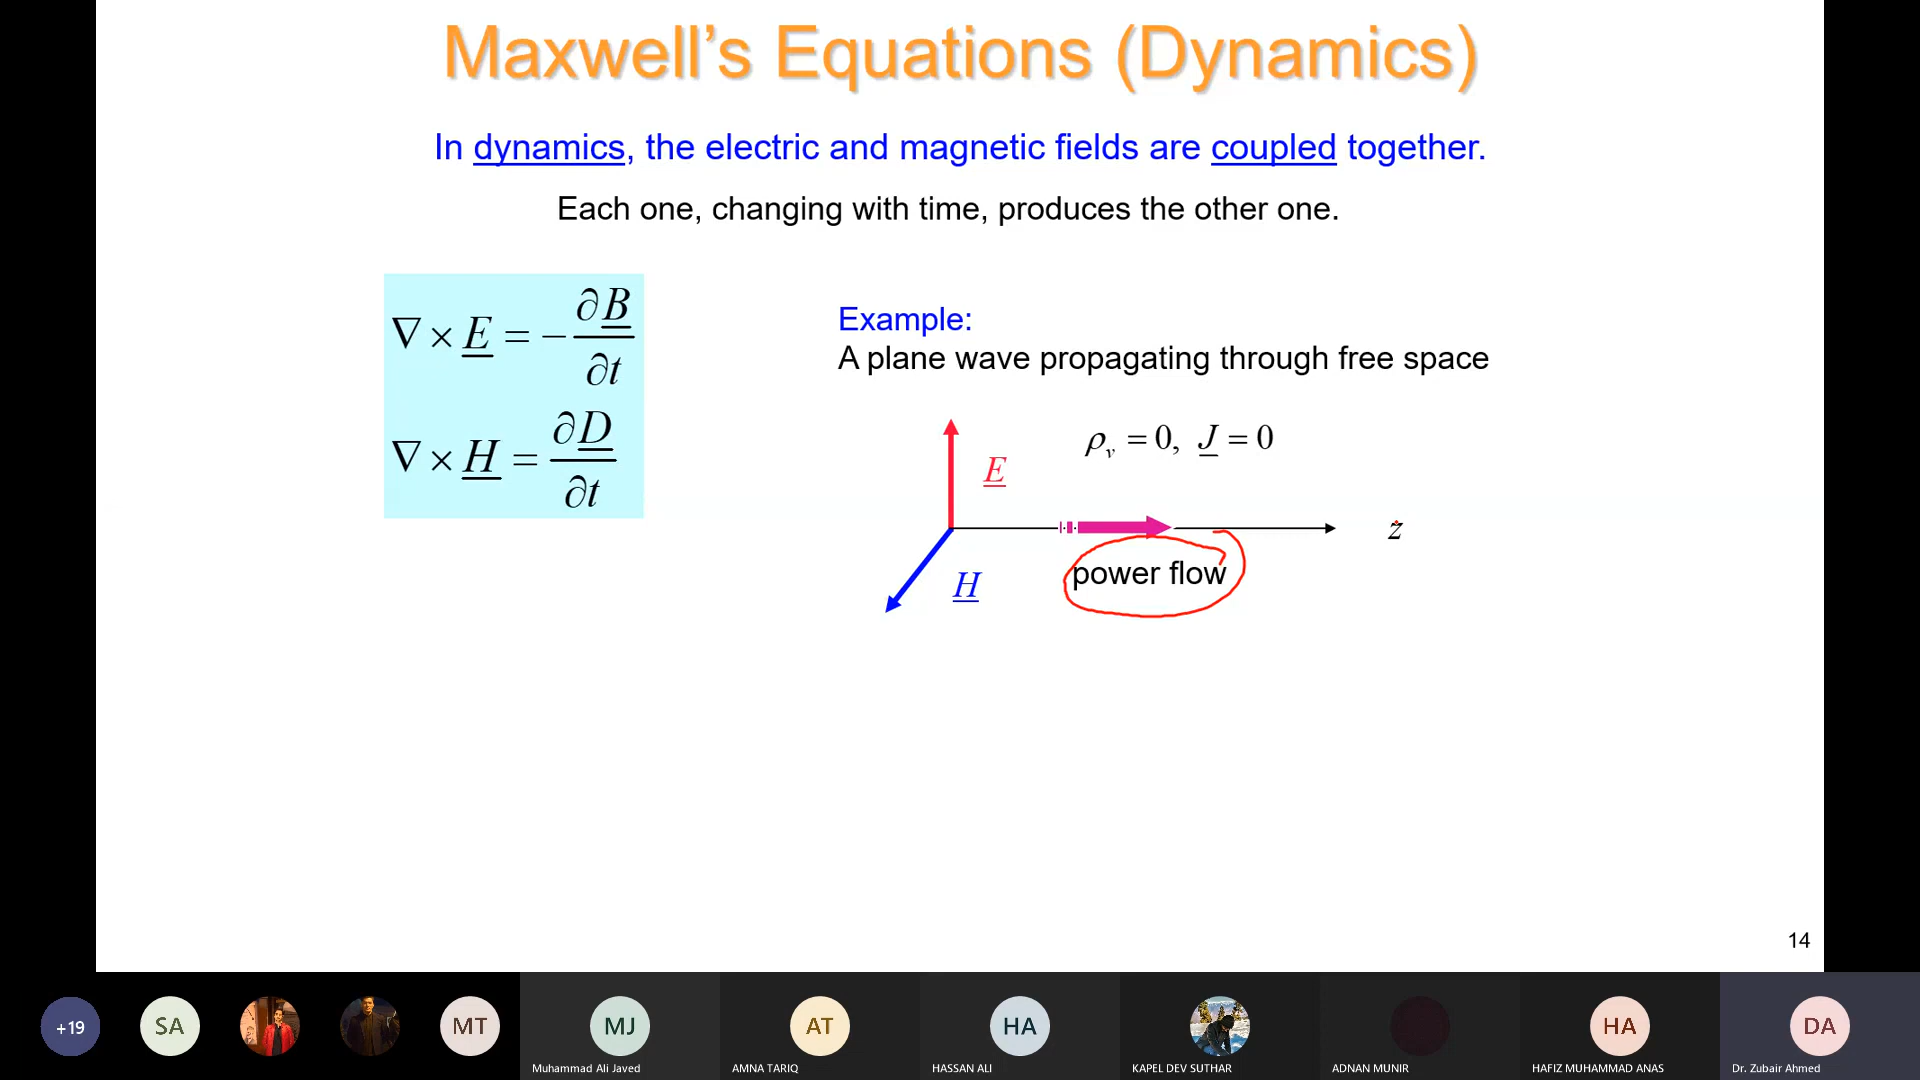 Maxwell’s Equations (Dynamics)
In dynamics, the electric and magnetic fields are coupled together.
Each one, changing with time, produces the other one.
∇ × E = − ∂B/∂t
∇ × H = ∂D/∂t
Example:
A plane wave propagating through free space
ρv = 0, J = 0
E
z
H
power flow
14
+19
SA
MT
MJ
AT
HA
HA
DA
Muhammad Ali Javed
AMNA TARIQ
HASSAN ALI
KAPEL DEV SUTHAR
ADNAN MUNIR
HAFIZ MUHAMMAD ANAS
Dr. Zubair Ahmed